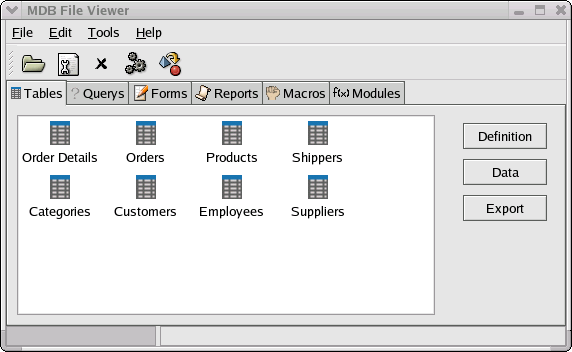 MDB File Viewer
File Edit Tools Help
Tables ? Querys Forms Reports Macros f(x) Modules
Order Details Orders Products Shippers
Definition
Data
Categories Customers Employees Suppliers
Export